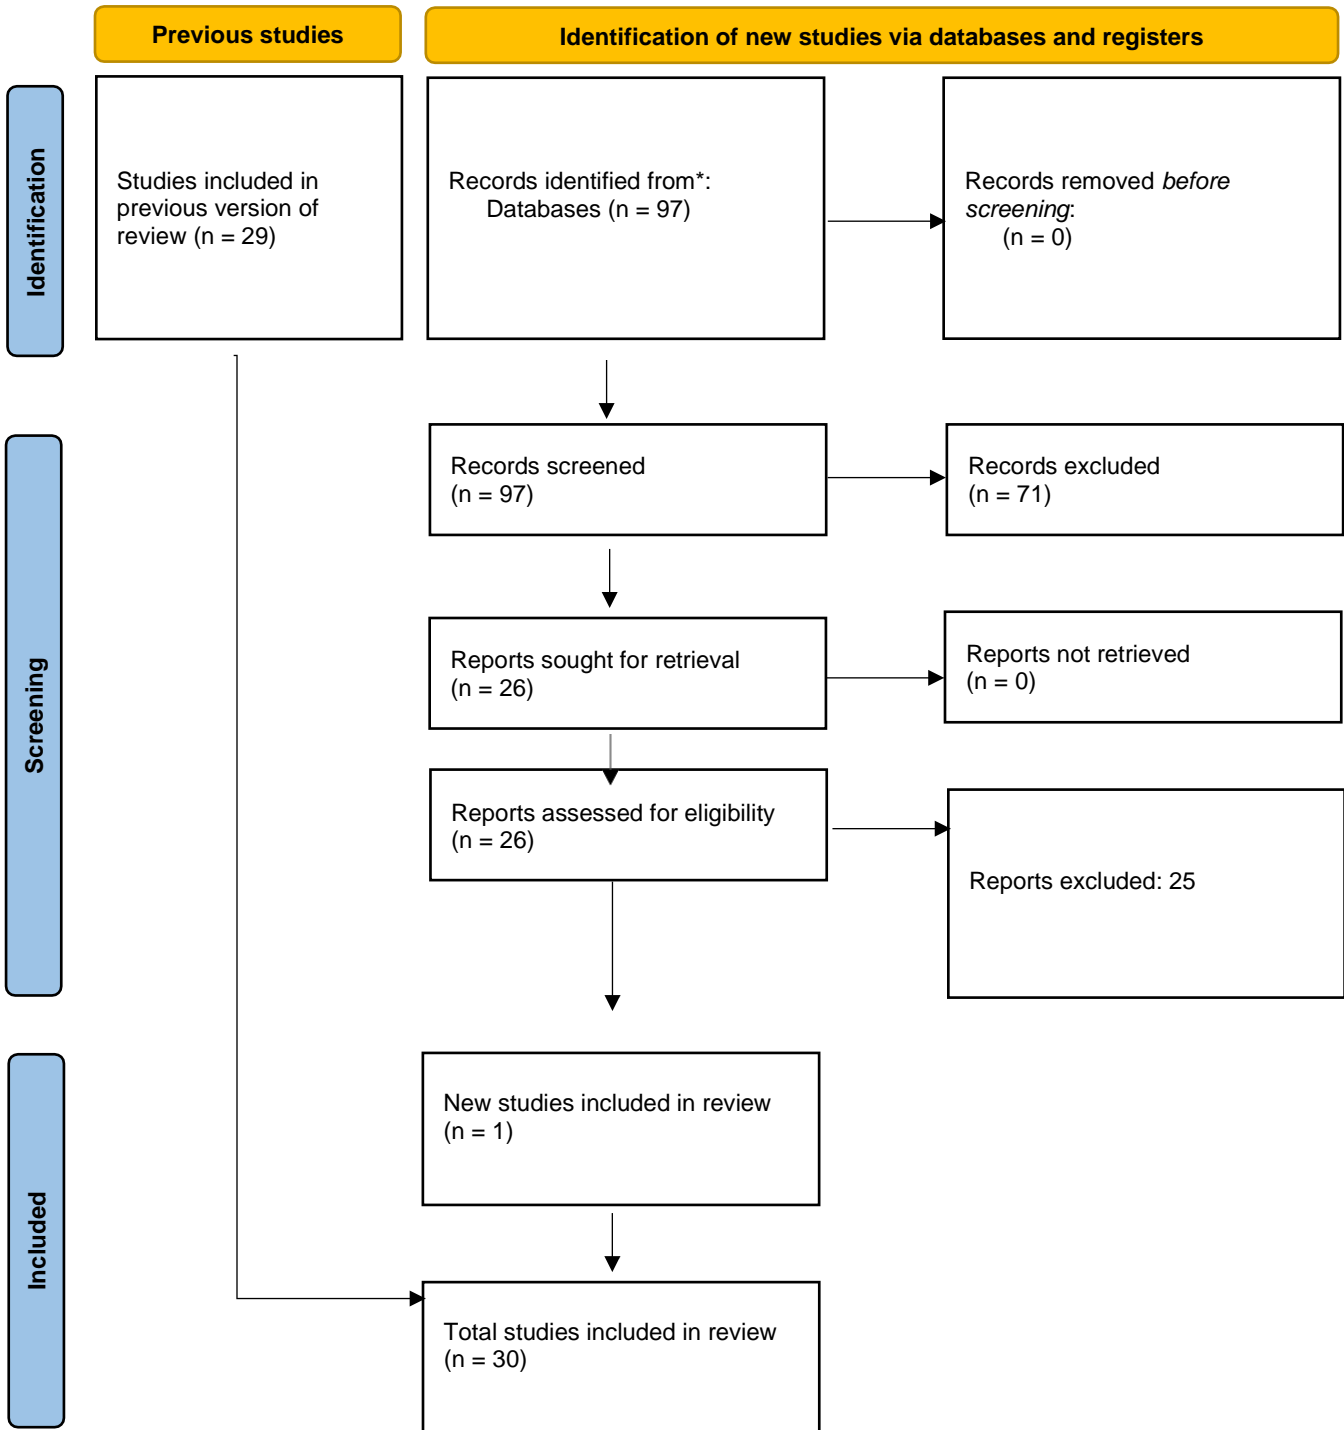 Previous studies
Identification of new studies via databases and registers
Identification
Studies included in
previous version of
review (n = 29)
Records identified from*:
Databases (n = 97)
Records removed before
screening:
(n = 0)
Screening
Records screened
(n = 97)
Records excluded
(n = 71)
Reports sought for retrieval
(n = 26)
Reports not retrieved
(n = 0)
Reports assessed for eligibility
(n = 26)
Reports excluded: 25
Included
New studies included in review
(n = 1)
Total studies included in review
(n = 30)